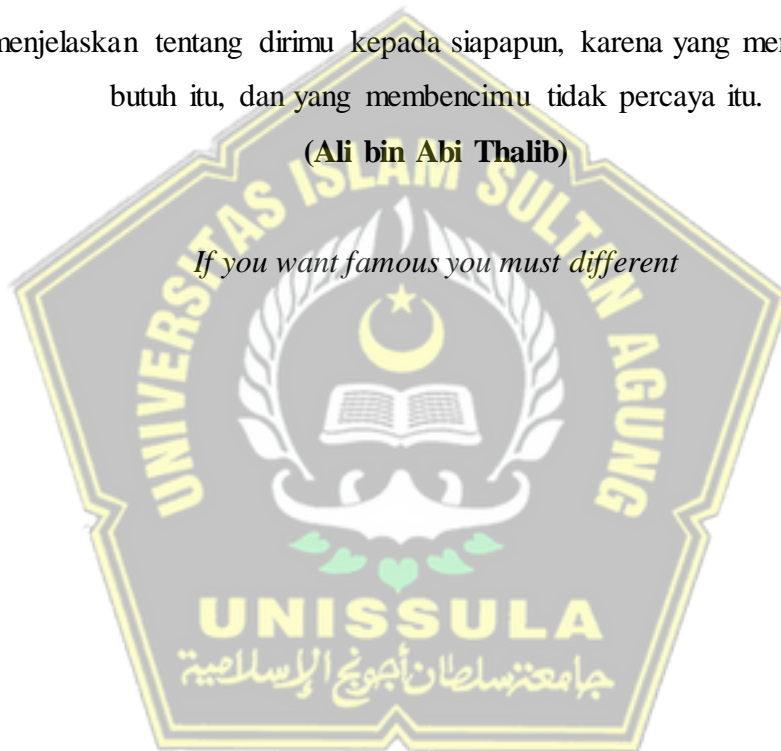 menjelaskan tentang dirimu kepada siapapun, karena yang
butuh itu, dan yang membencimu tidak percaya itu.
(Ali bin Abi Thalib)
UNIVERSITAS ISLAM SULTAN AGUNG
If you want famous you must different
UNISSULA
جامعة سلطان أجونج الإسلامية